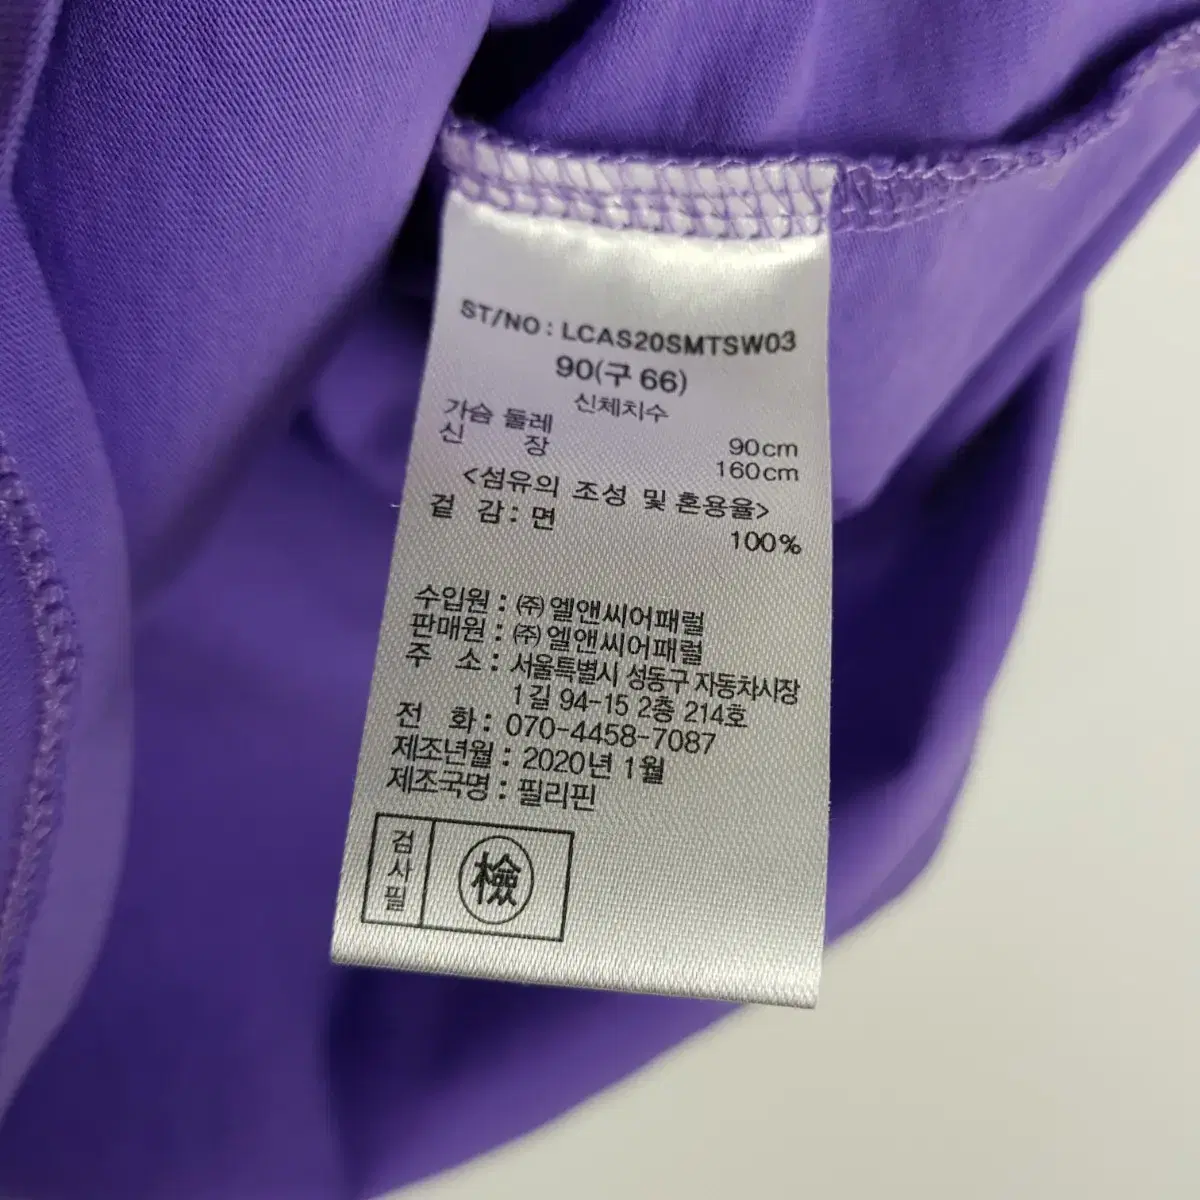 ST/NO : LCAS20SMTSW03
90(구 66)
신체치수
가슴 둘레 90cm
신 장 160cm
<섬유의 조성 및 혼용율>
겉 감 : 면 100%
수입원 : ㈜엘앤씨어패럴
판매원 : ㈜엘앤씨어패럴
주 소 : 서울특별시 성동구 자동차시장
1길 94-15 2층 214호
전 화 : 070-4458-7087
제조년월 : 2020년 1월
제조국명 : 필리핀
검사필 檢